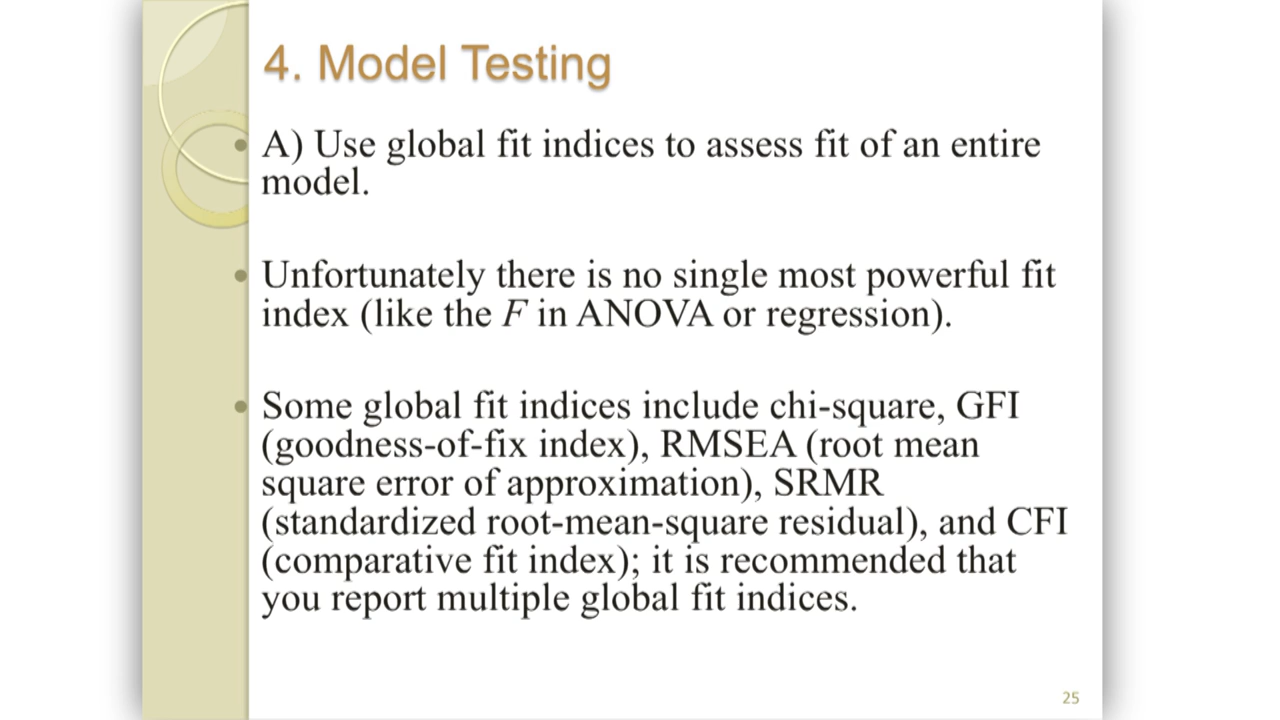 4. Model Testing
• A) Use global fit indices to assess fit of an entire
model.
• Unfortunately there is no single most powerful fit
index (like the F in ANOVA or regression).
• Some global fit indices include chi-square, GFI
(goodness-of-fix index), RMSEA (root mean
square error of approximation), SRMR
(standardized root-mean-square residual), and CFI
(comparative fit index); it is recommended that
you report multiple global fit indices.
25